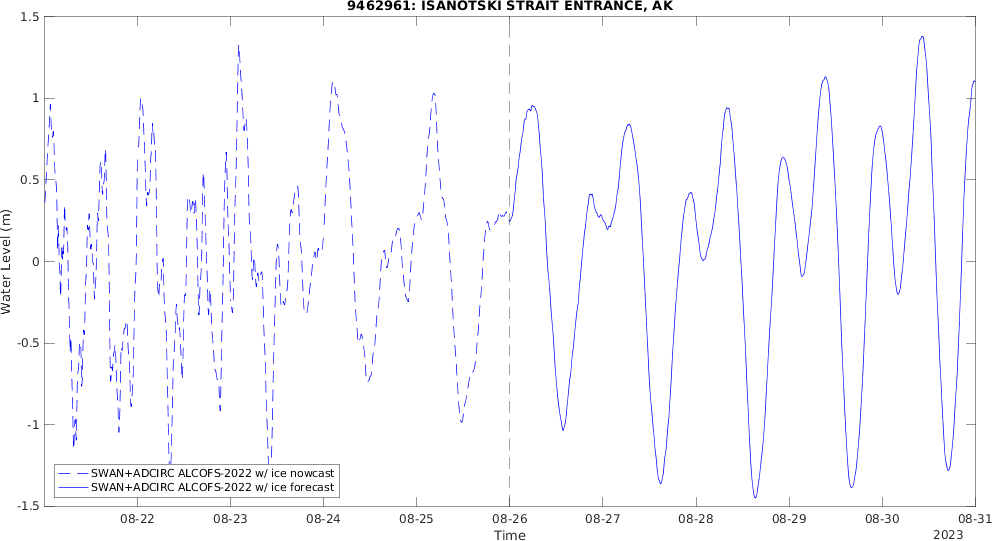 9462961: ISANOTSKI STRAIT ENTRANCE, AK
1.5
1
0.5
0
-0.5
-1
-1.5
Water Level (m)
SWAN+ADCIRC ALCOFS-2022 w/ ice nowcast
SWAN+ADCIRC ALCOFS-2022 w/ ice forecast
08-22 08-23 08-24 08-25 08-26 08-27 08-28 08-29 08-30 08-31
Time
2023